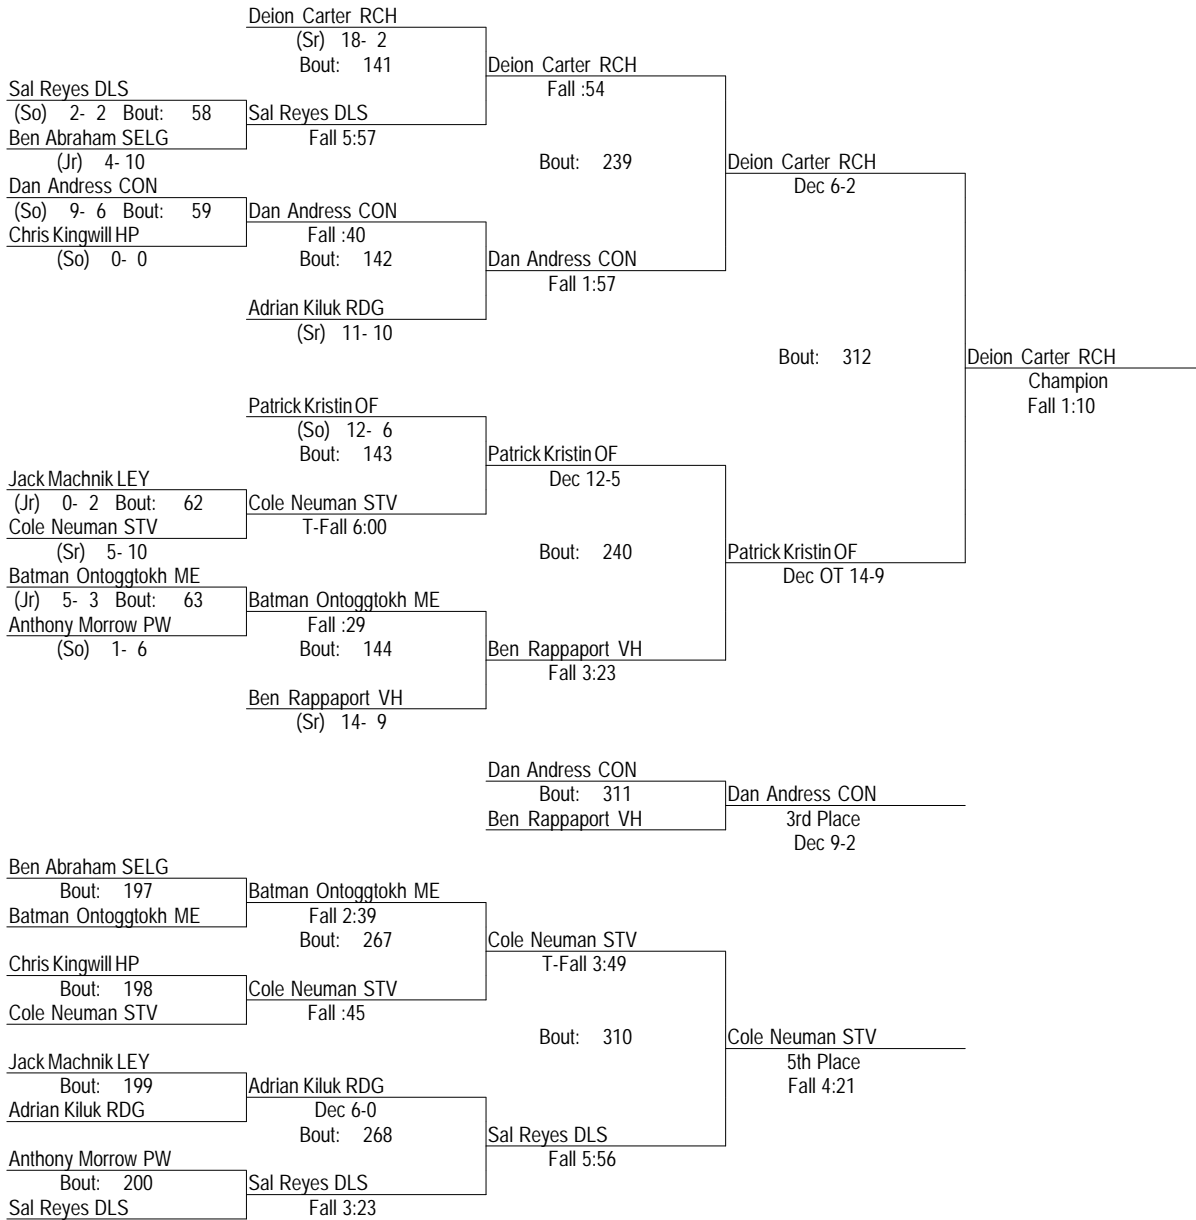 Deion Carter RCH
(Sr) 18- 2
Bout: 141
Deion Carter RCH
Fall :54
Sal Reyes DLS
(So) 2- 2 Bout: 58
Sal Reyes DLS
Ben Abraham SELG
Fall 5:57
(Jr) 4- 10
Bout: 239
Deion Carter RCH
Dan Andress CON
Dec 6-2
(So) 9- 6 Bout: 59
Dan Andress CON
Chris Kingwill HP
Fall :40
(So) 0- 0
Bout: 142
Dan Andress CON
Fall 1:57
Adrian Kiluk RDG
(Sr) 11- 10
Bout: 312
Deion Carter RCH
Champion
Fall 1:10
Patrick Kristin OF
(So) 12- 6
Bout: 143
Patrick Kristin OF
Dec 12-5
Jack Machnik LEY
(Jr) 0- 2 Bout: 62
Cole Neuman STV
Cole Neuman STV
T-Fall 6:00
(Sr) 5- 10
Bout: 240
Patrick Kristin OF
Batman Ontoggtokh ME
Dec OT 14-9
(Jr) 5- 3 Bout: 63
Batman Ontoggtokh ME
Anthony Morrow PW
Fall :29
(So) 1- 6
Bout: 144
Ben Rappaport VH
Fall 3:23
Ben Rappaport VH
(Sr) 14- 9
Dan Andress CON
Bout: 311
Dan Andress CON
Ben Rappaport VH
3rd Place
Dec 9-2
Ben Abraham SELG
Bout: 197
Batman Ontoggtokh ME
Batman Ontoggtokh ME
Fall 2:39
Bout: 267
Cole Neuman STV
T-Fall 3:49
Chris Kingwill HP
Bout: 198
Cole Neuman STV
Cole Neuman STV
Fall :45
Bout: 310
Cole Neuman STV
5th Place
Fall 4:21
Jack Machnik LEY
Bout: 199
Adrian Kiluk RDG
Adrian Kiluk RDG
Dec 6-0
Bout: 268
Sal Reyes DLS
Fall 5:56
Anthony Morrow PW
Bout: 200
Sal Reyes DLS
Sal Reyes DLS
Fall 3:23